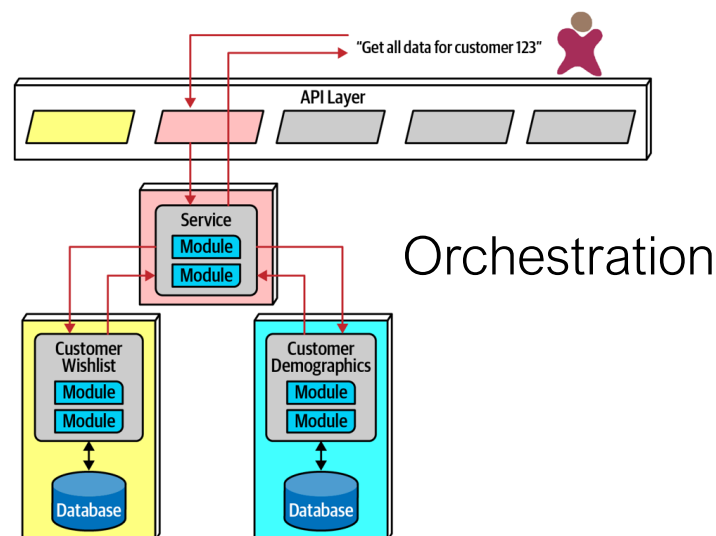 "Get all data for customer 123"
API Layer
Service
Module
Module
Orchestration
Customer
Wishlist
Module
Module
Database
Customer
Demographics
Module
Module
Database